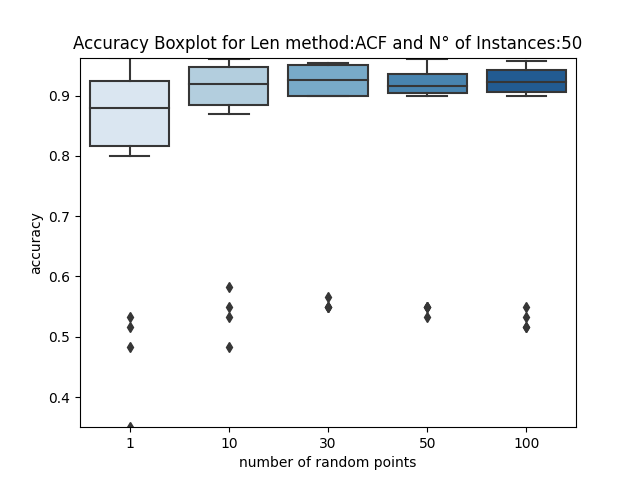 Accuracy Boxplot for Len method:ACF and N° of Instances:50
accuracy
0.9
0.8
0.7
0.6
0.5
0.4
1 10 30 50 100
number of random points